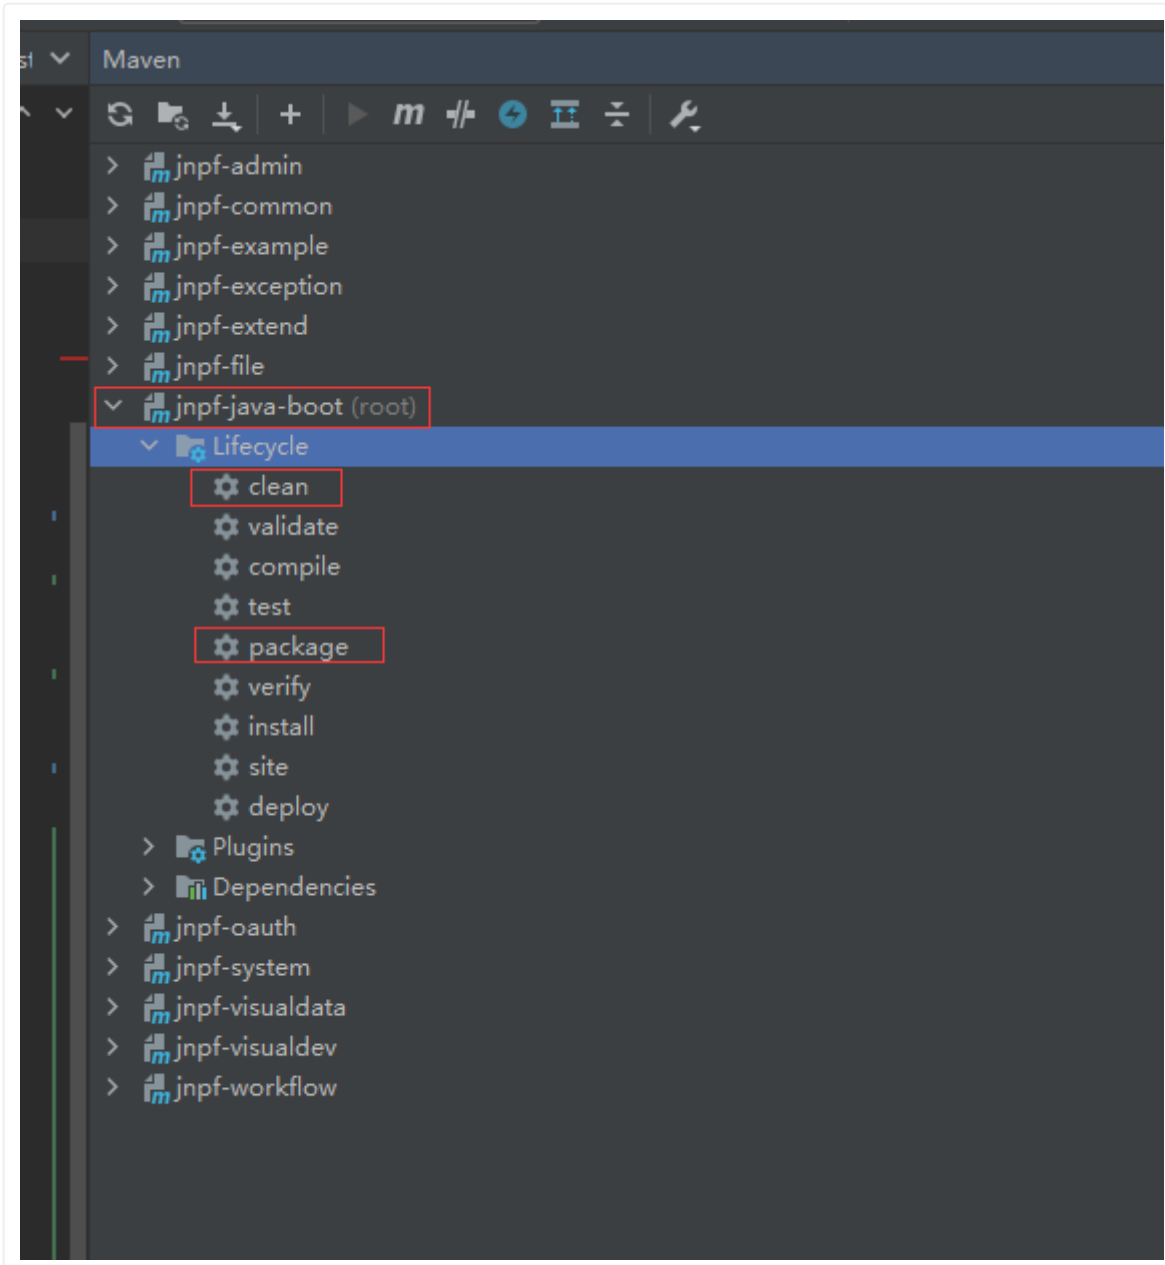 Maven
jnpf-admin
jnpf-common
jnpf-example
jnpf-exception
jnpf-extend
jnpf-file
jnpf-java-boot (root)
Lifecycle
clean
validate
compile
test
package
verify
install
site
deploy
Plugins
Dependencies
jnpf-oauth
jnpf-system
jnpf-visualdata
jnpf-visualdev
jnpf-workflow